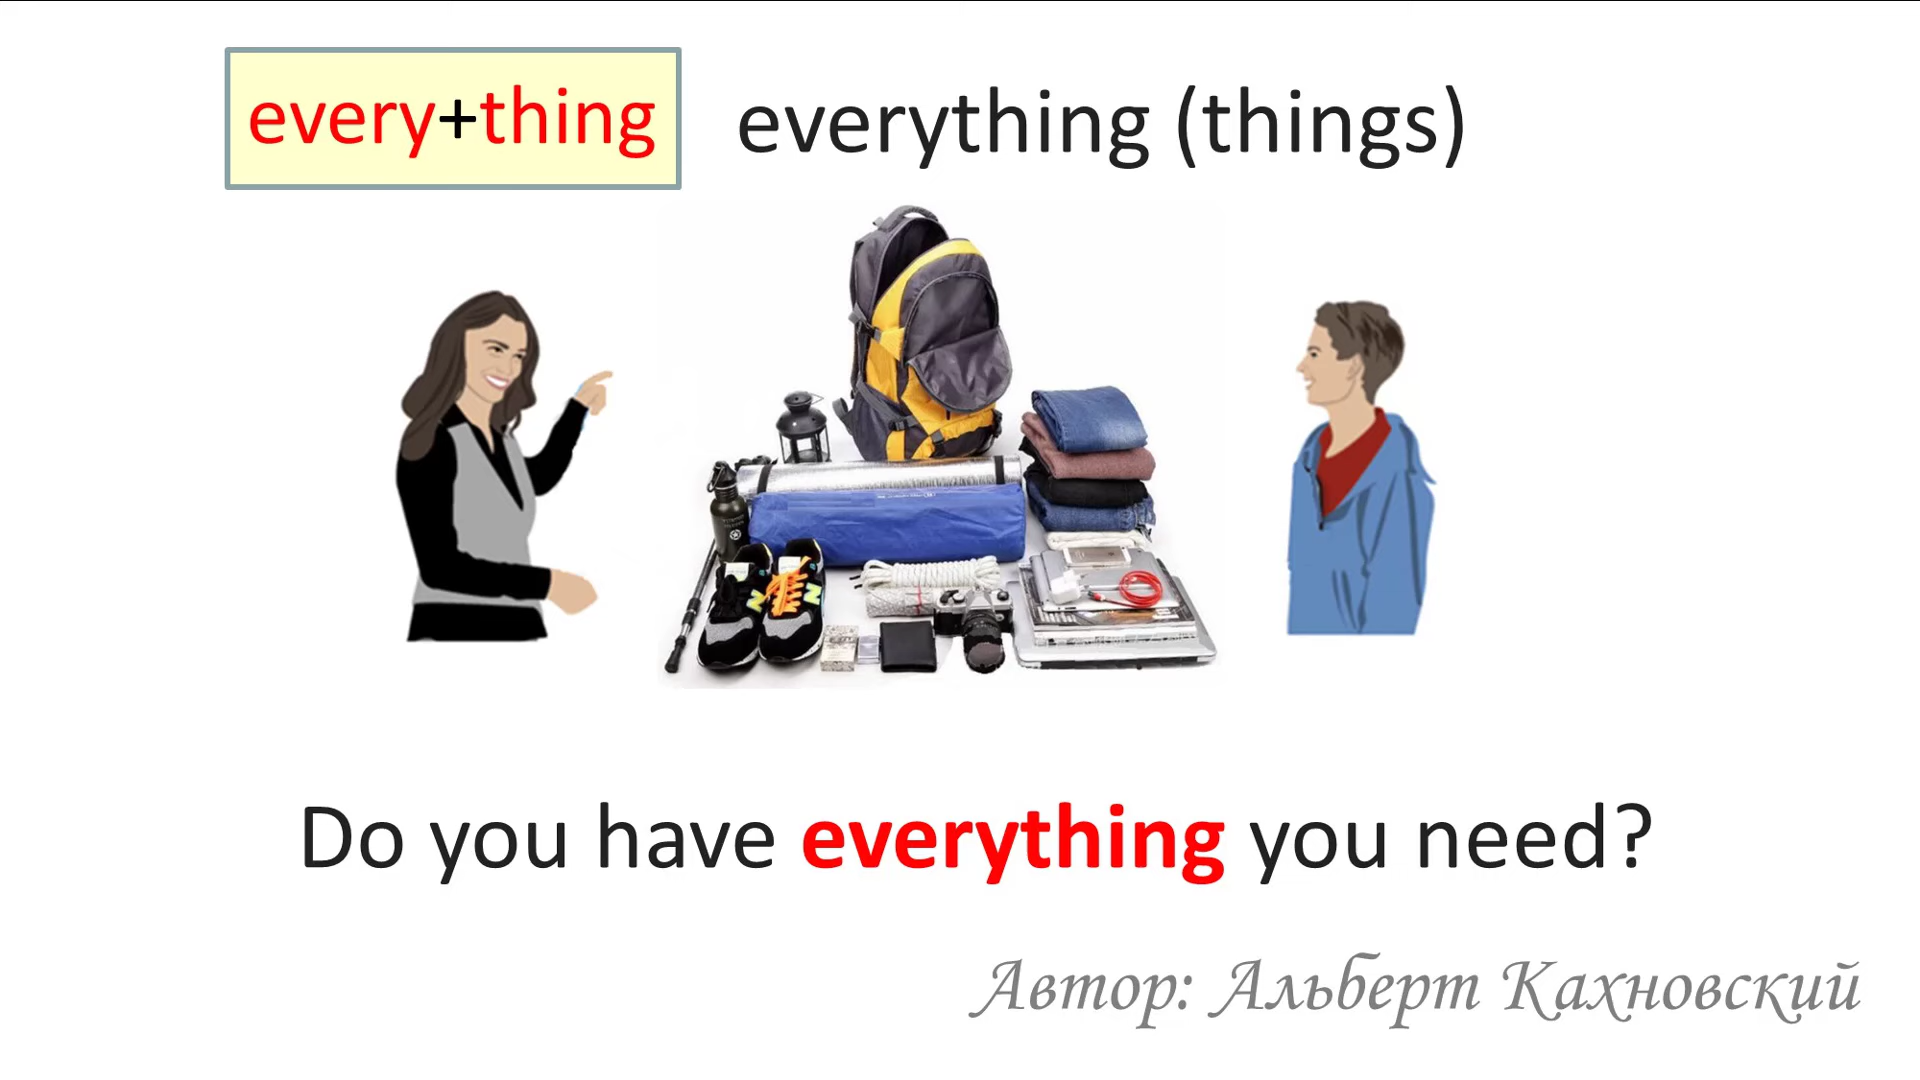 every+thing
everything (things)
Do you have everything you need?
Автор: Альберт Кахновский